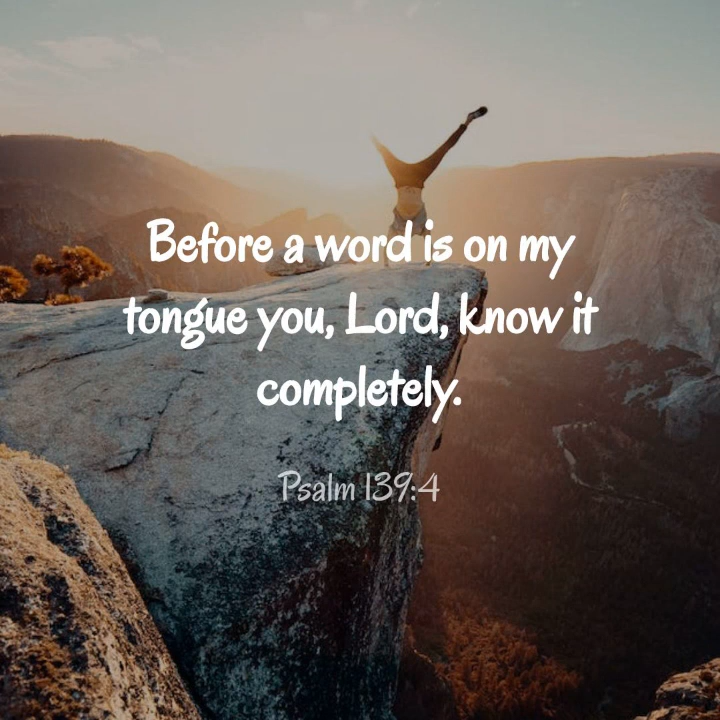 Before a word is on my
tongue you, Lord, know it
completely.
Psalm 139:4